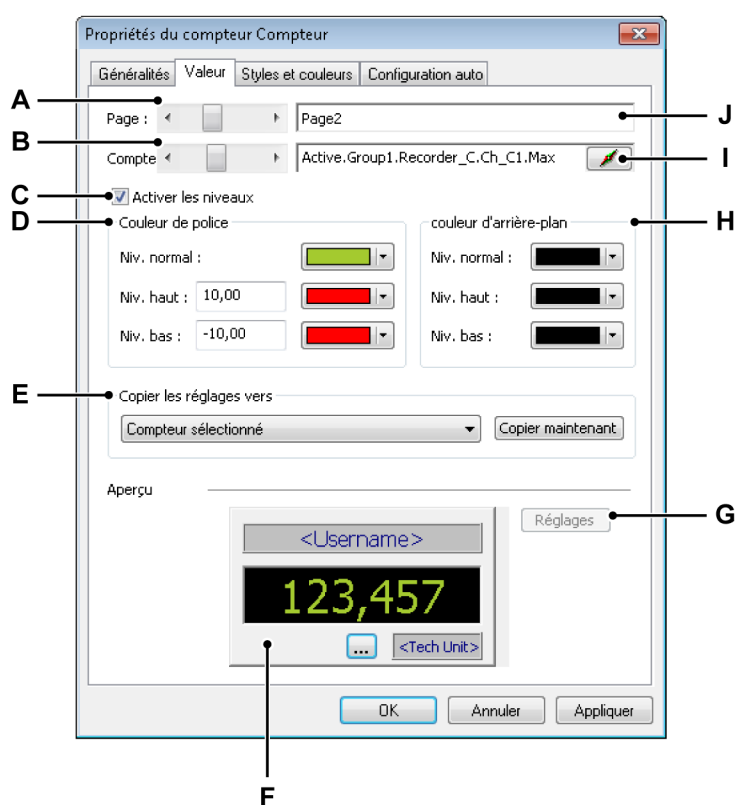 Propriétés du compteur Compteur
Généralités Valeur Styles et couleurs Configuration auto
A
Page : Page2 J
B
Compte Active.Group1.Recorder_C.Ch_C1.Max I
C Activer les niveaux
D Couleur de police couleur d'arrière-plan H
Niv. normal : Niv. normal :
Niv. haut : 10,00 Niv. haut :
Niv. bas : -10,00 Niv. bas :
E Copier les réglages vers
Compteur sélectionné Copier maintenant
Aperçu
Réglages G
<Username>
123,457
... <Tech Unit>
OK Annuler Appliquer
F